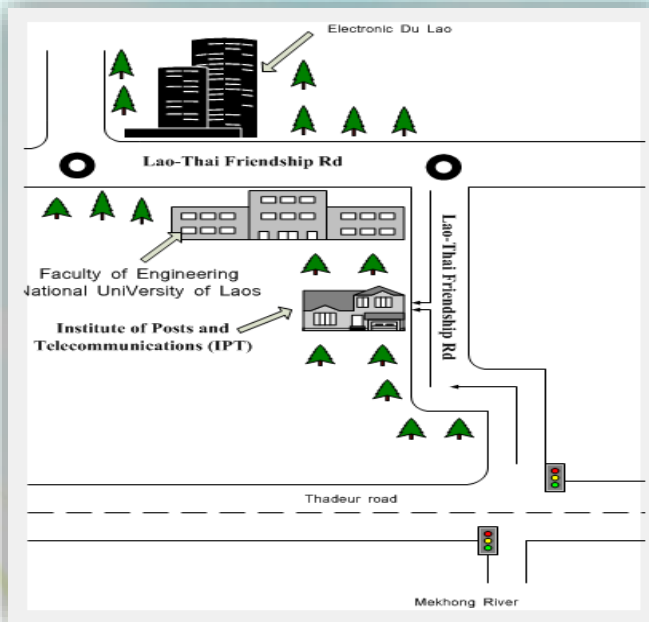 Electronic Du Lao
Lao-Thai Friendship Rd
Lao-Thai Friendship Rd
Faculty of Engineering
National UniVersity of Laos
Institute of Posts and
Telecommunications (IPT)
Thadeur road
Mekhong River